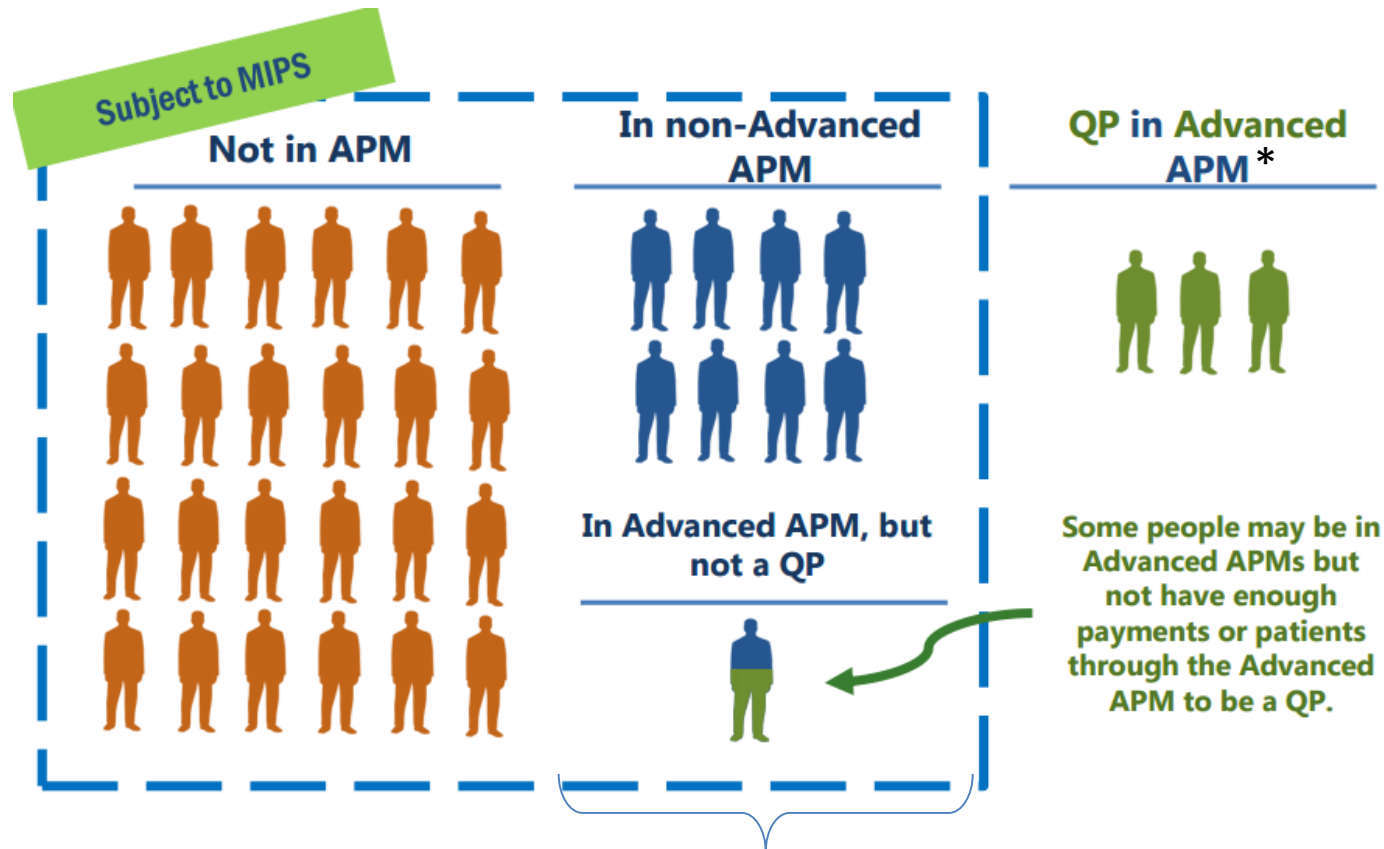 Subject to MIPS
Not in APM
In non-Advanced
APM
QP in Advanced
APM *
In Advanced APM, but
not a QP
Some people may be in
Advanced APMs but
not have enough
payments or patients
through the Advanced
APM to be a QP.